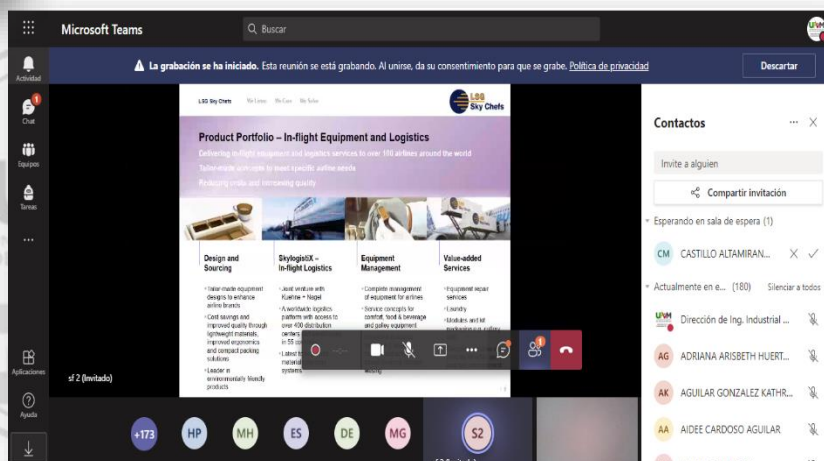 Microsoft Teams
Buscar
La grabación se ha iniciado. Esta reunión se está grabando. Al unirse, da su consentimiento para que se grabe. Política de privacidad
Descartar
Actividad
Chat
1
Equipos
Tareas
Aplicaciones
Ayuda
LSG Sky Chefs
LSG
Sky Chefs
Product Portfolio – In-flight Equipment and Logistics
Delivering in-flight equipment and logistics services to over 100 airlines around the world
Tailor-made concepts to meet specific airline needs
Reducing costs and increasing quality
Design and
Sourcing
Tailor-made equipment
designs to enhance
airline brands
Cost savings and
improved quality through
lightweight materials,
improved ergonomics
and compact packing
solutions
Leader in
environmentally friendly
products
SkylogistiX –
In-flight Logistics
Joint venture with
Kuehne + Nagel
A worldwide logistics
platform with access to
over 400 distribution
centers
in 55
Latest
material
systems
Equipment
Management
Complete management
of equipment for airlines
Service concepts for
comfort, food & beverage
and galley equipment
Value-added
Services
Equipment repair
services
Laundry
Modules and kit
1
sf 2 (Invitado)
+173
HP
MH
ES
DE
MG
S2
Contactos
Invite a alguien
Compartir invitación
Esperando en sala de espera (1)
CM
CASTILLO ALTAMIRAN...
Actualmente en e... (180)
Silenciar a todos
Dirección de Ing. Industrial ...
AG
ADRIANA ARISBETH HUERT...
AK
AGUILAR GONZALEZ KATHR...
AA
AIDEE CARDOSO AGUILAR